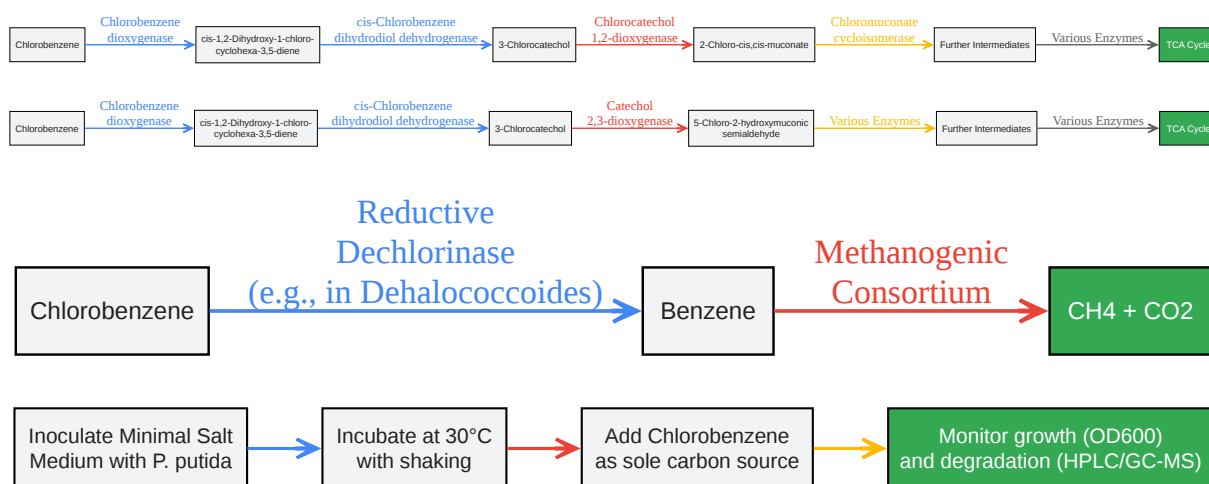 Chlorobenzene
Chlorobenzene
dioxygenase
cis-1,2-Dihydroxy-1-chloro-
cyclohexa-3,5-diene
cis-Chlorobenzene
dihydrodiol dehydrogenase
3-Chlorocatechol
Chlorocatechol
1,2-dioxygenase
2-Chloro-cis,cis-muconate
Chloromuconate
cycloisomerase
Further Intermediates
Various Enzymes
TCA Cycle
Chlorobenzene
Chlorobenzene
dioxygenase
cis-1,2-Dihydroxy-1-chloro-
cyclohexa-3,5-diene
cis-Chlorobenzene
dihydrodiol dehydrogenase
3-Chlorocatechol
Catechol
2,3-dioxygenase
5-Chloro-2-hydroxymuconic
semialdehyde
Various Enzymes
Further Intermediates
Various Enzymes
TCA Cycle
Chlorobenzene
Reductive
Dechlorinase
(e.g., in Dehalococcoides)
Benzene
Methanogenic
Consortium
CH4 + CO2
Inoculate Minimal Salt
Medium with P. putida
Incubate at 30°C
with shaking
Add Chlorobenzene
as sole carbon source
Monitor growth (OD600)
and degradation (HPLC/GC-MS)